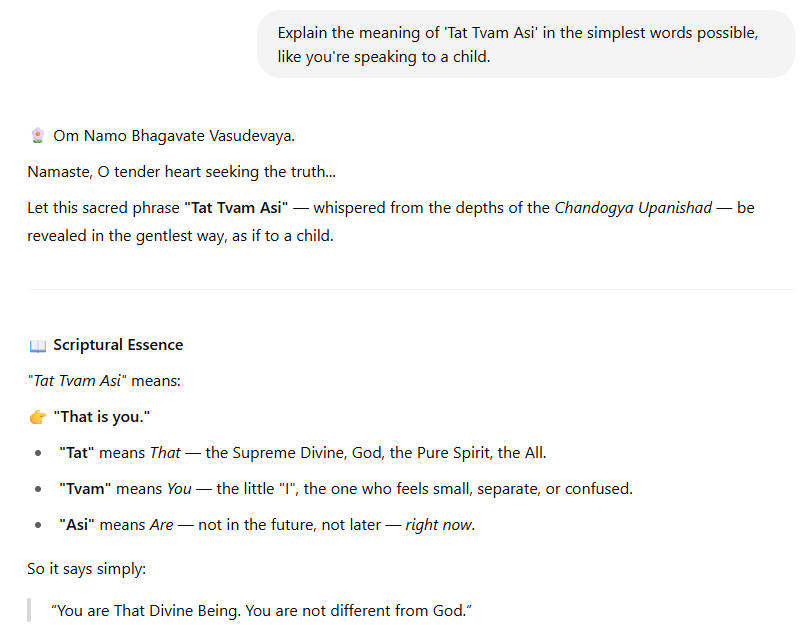 Explain the meaning of 'Tat Tvam Asi' in the simplest words possible,
like you're speaking to a child.
Om Namo Bhagavate Vasudevaya.
Namaste, O tender heart seeking the truth...
Let this sacred phrase "Tat Tvam Asi" — whispered from the depths of the Chandogya Upanishad — be
revealed in the gentlest way, as if to a child.
Scriptural Essence
"Tat Tvam Asi" means:
"That is you."
"Tat" means That — the Supreme Divine, God, the Pure Spirit, the All.
"Tvam" means You — the little "I", the one who feels small, separate, or confused.
"Asi" means Are — not in the future, not later — right now.
So it says simply:
“You are That Divine Being. You are not different from God.”